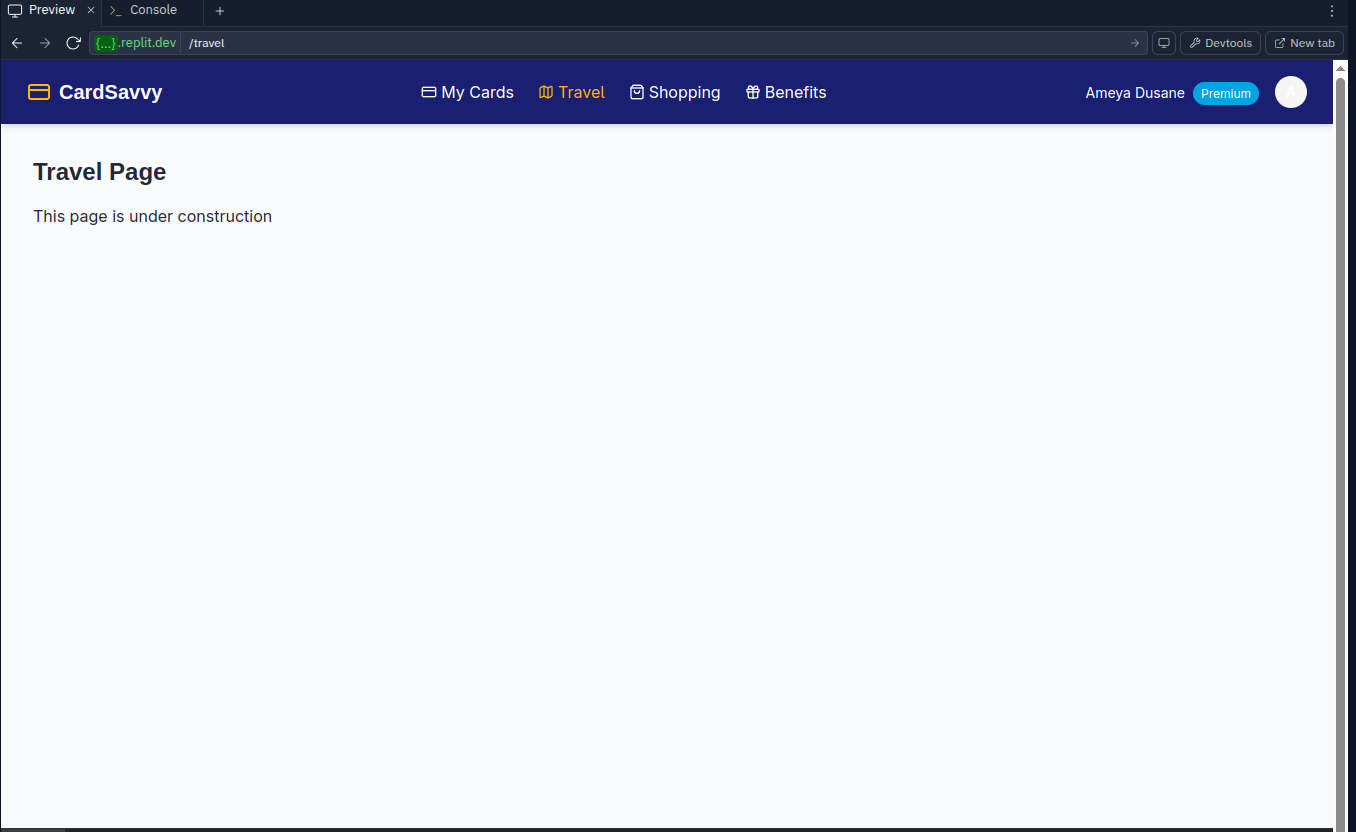 Preview × >_ Console +
{...}.replit.dev /travel Devtools New tab
CardSavvy My Cards Travel Shopping Benefits Ameya Dusane Premium A
Travel Page
This page is under construction